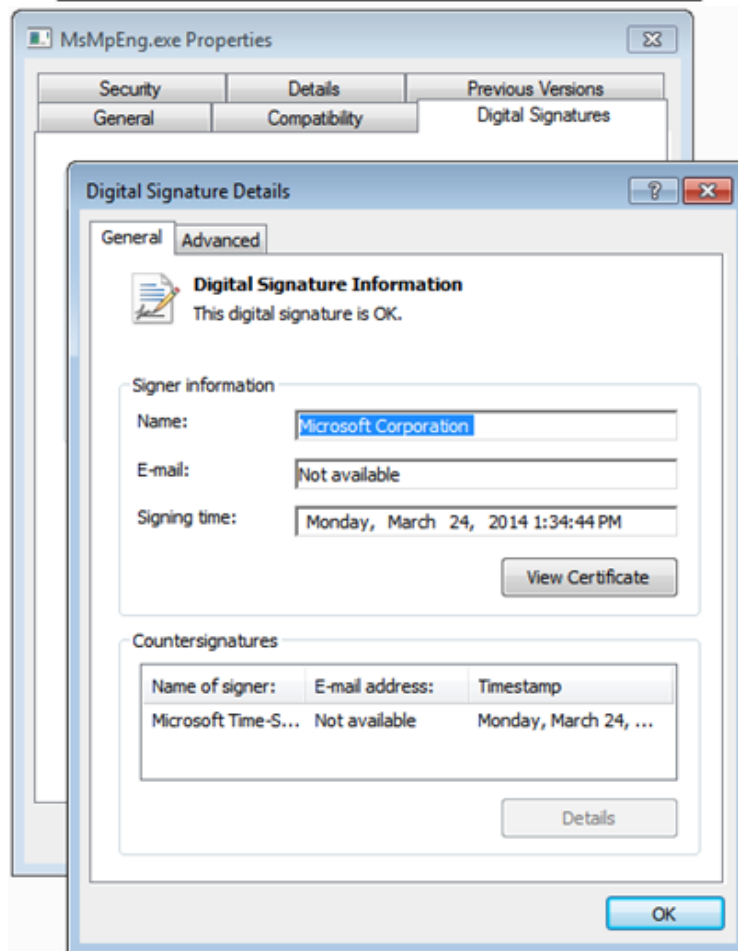 MsMpEng.exe Properties
Security Details Previous Versions
General Compatibility Digital Signatures
Digital Signature Details
General Advanced
Digital Signature Information
This digital signature is OK.
Signer information
Name: Microsoft Corporation
E-mail: Not available
Signing time: Monday, March 24, 2014 1:34:44 PM
View Certificate
Countersignatures
Name of signer: E-mail address: Timestamp
Microsoft Time-S... Not available Monday, March 24, ...
Details
OK